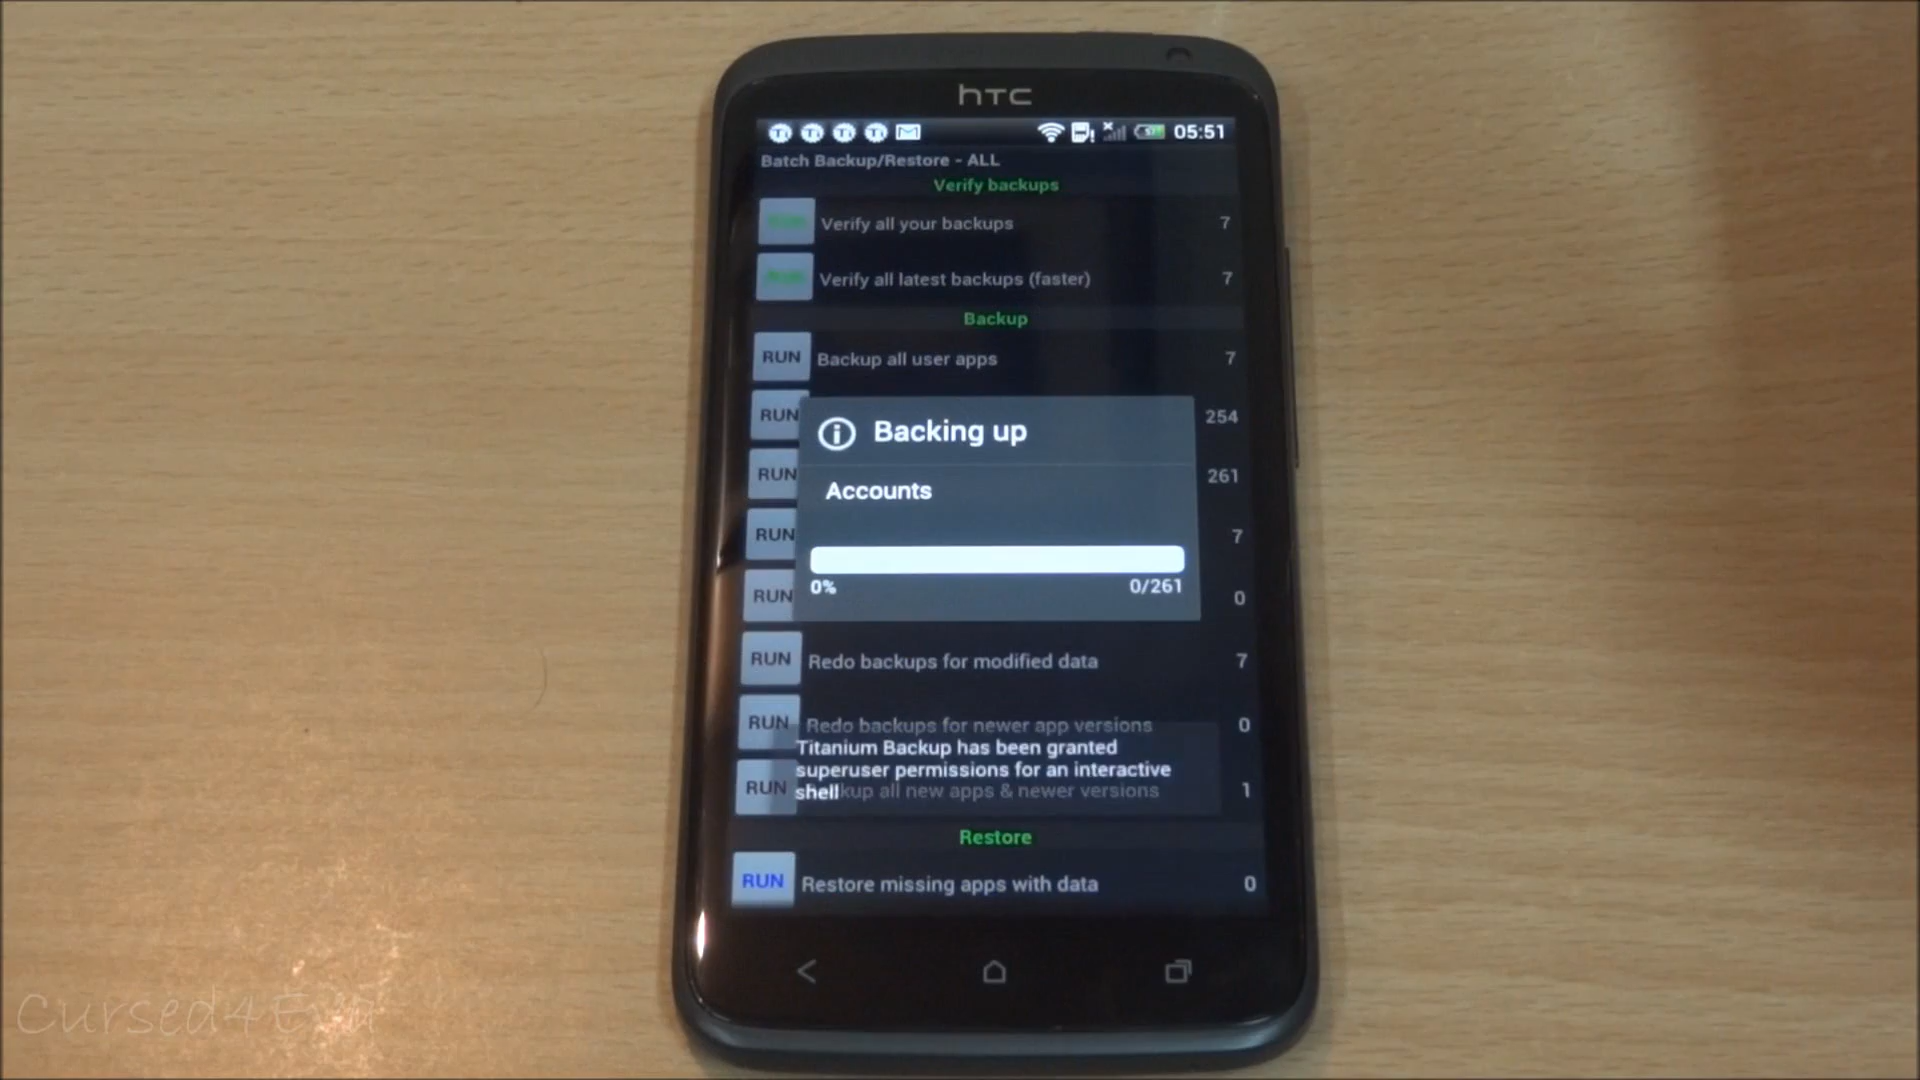 hTC
05:51
Batch Backup/Restore - ALL
Verify backups
Verify all your backups 7
Verify all latest backups (faster) 7
Backup
RUN Backup all user apps 7
RUN 254
RUN 261
RUN 7
RUN 0
Backing up
Accounts
0% 0/261
RUN Redo backups for modified data 7
RUN Redo backups for newer app versions 0
Titanium Backup has been granted
superuser permissions for an interactive
shell
RUN kup all new apps & newer versions 1
Restore
RUN Restore missing apps with data 0
Cursed4Eva